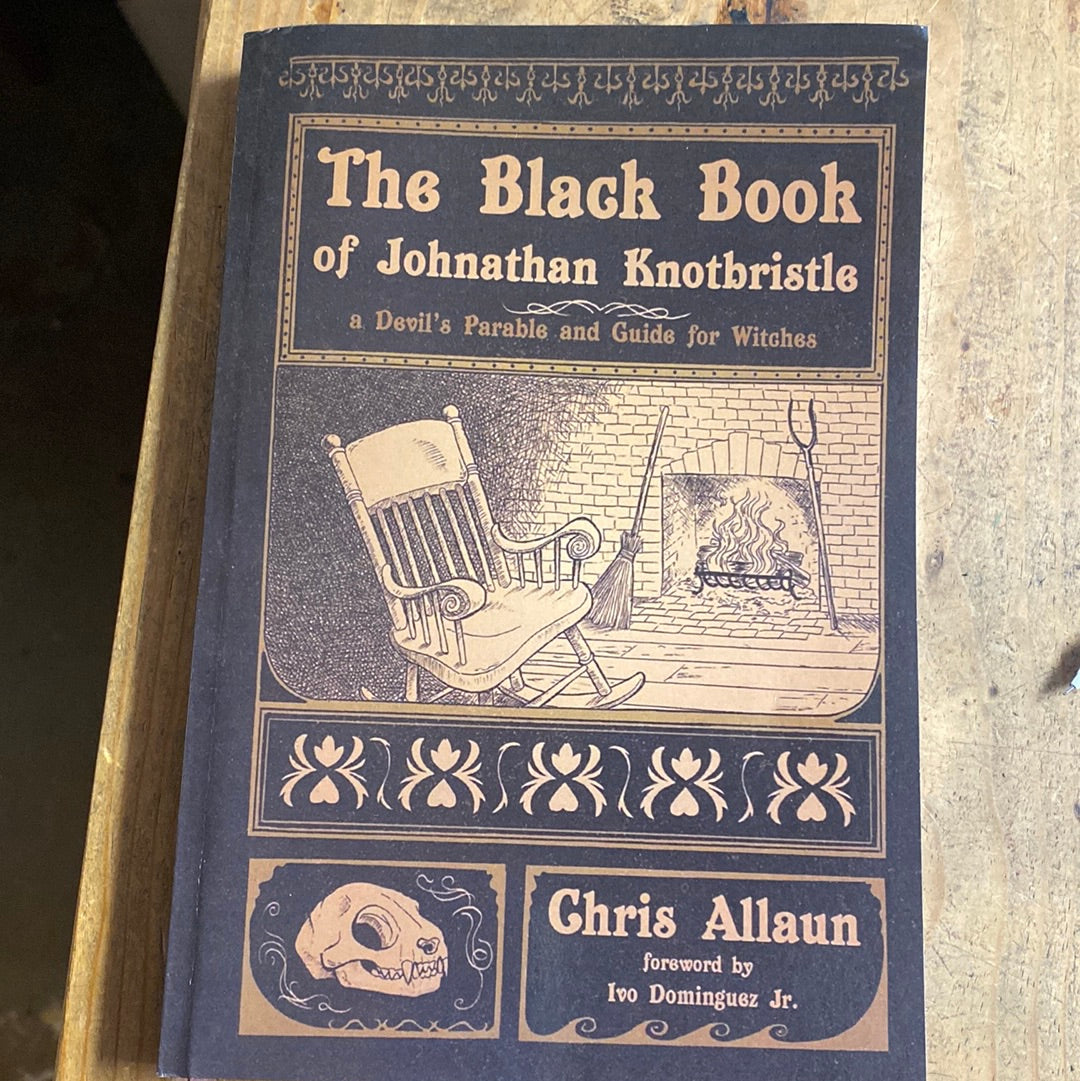 The Black Book
of Johnathan Knotbristle
a Devil's Parable and Guide for Witches
Chris Allaun
foreword by
Ivo Dominguez Jr.